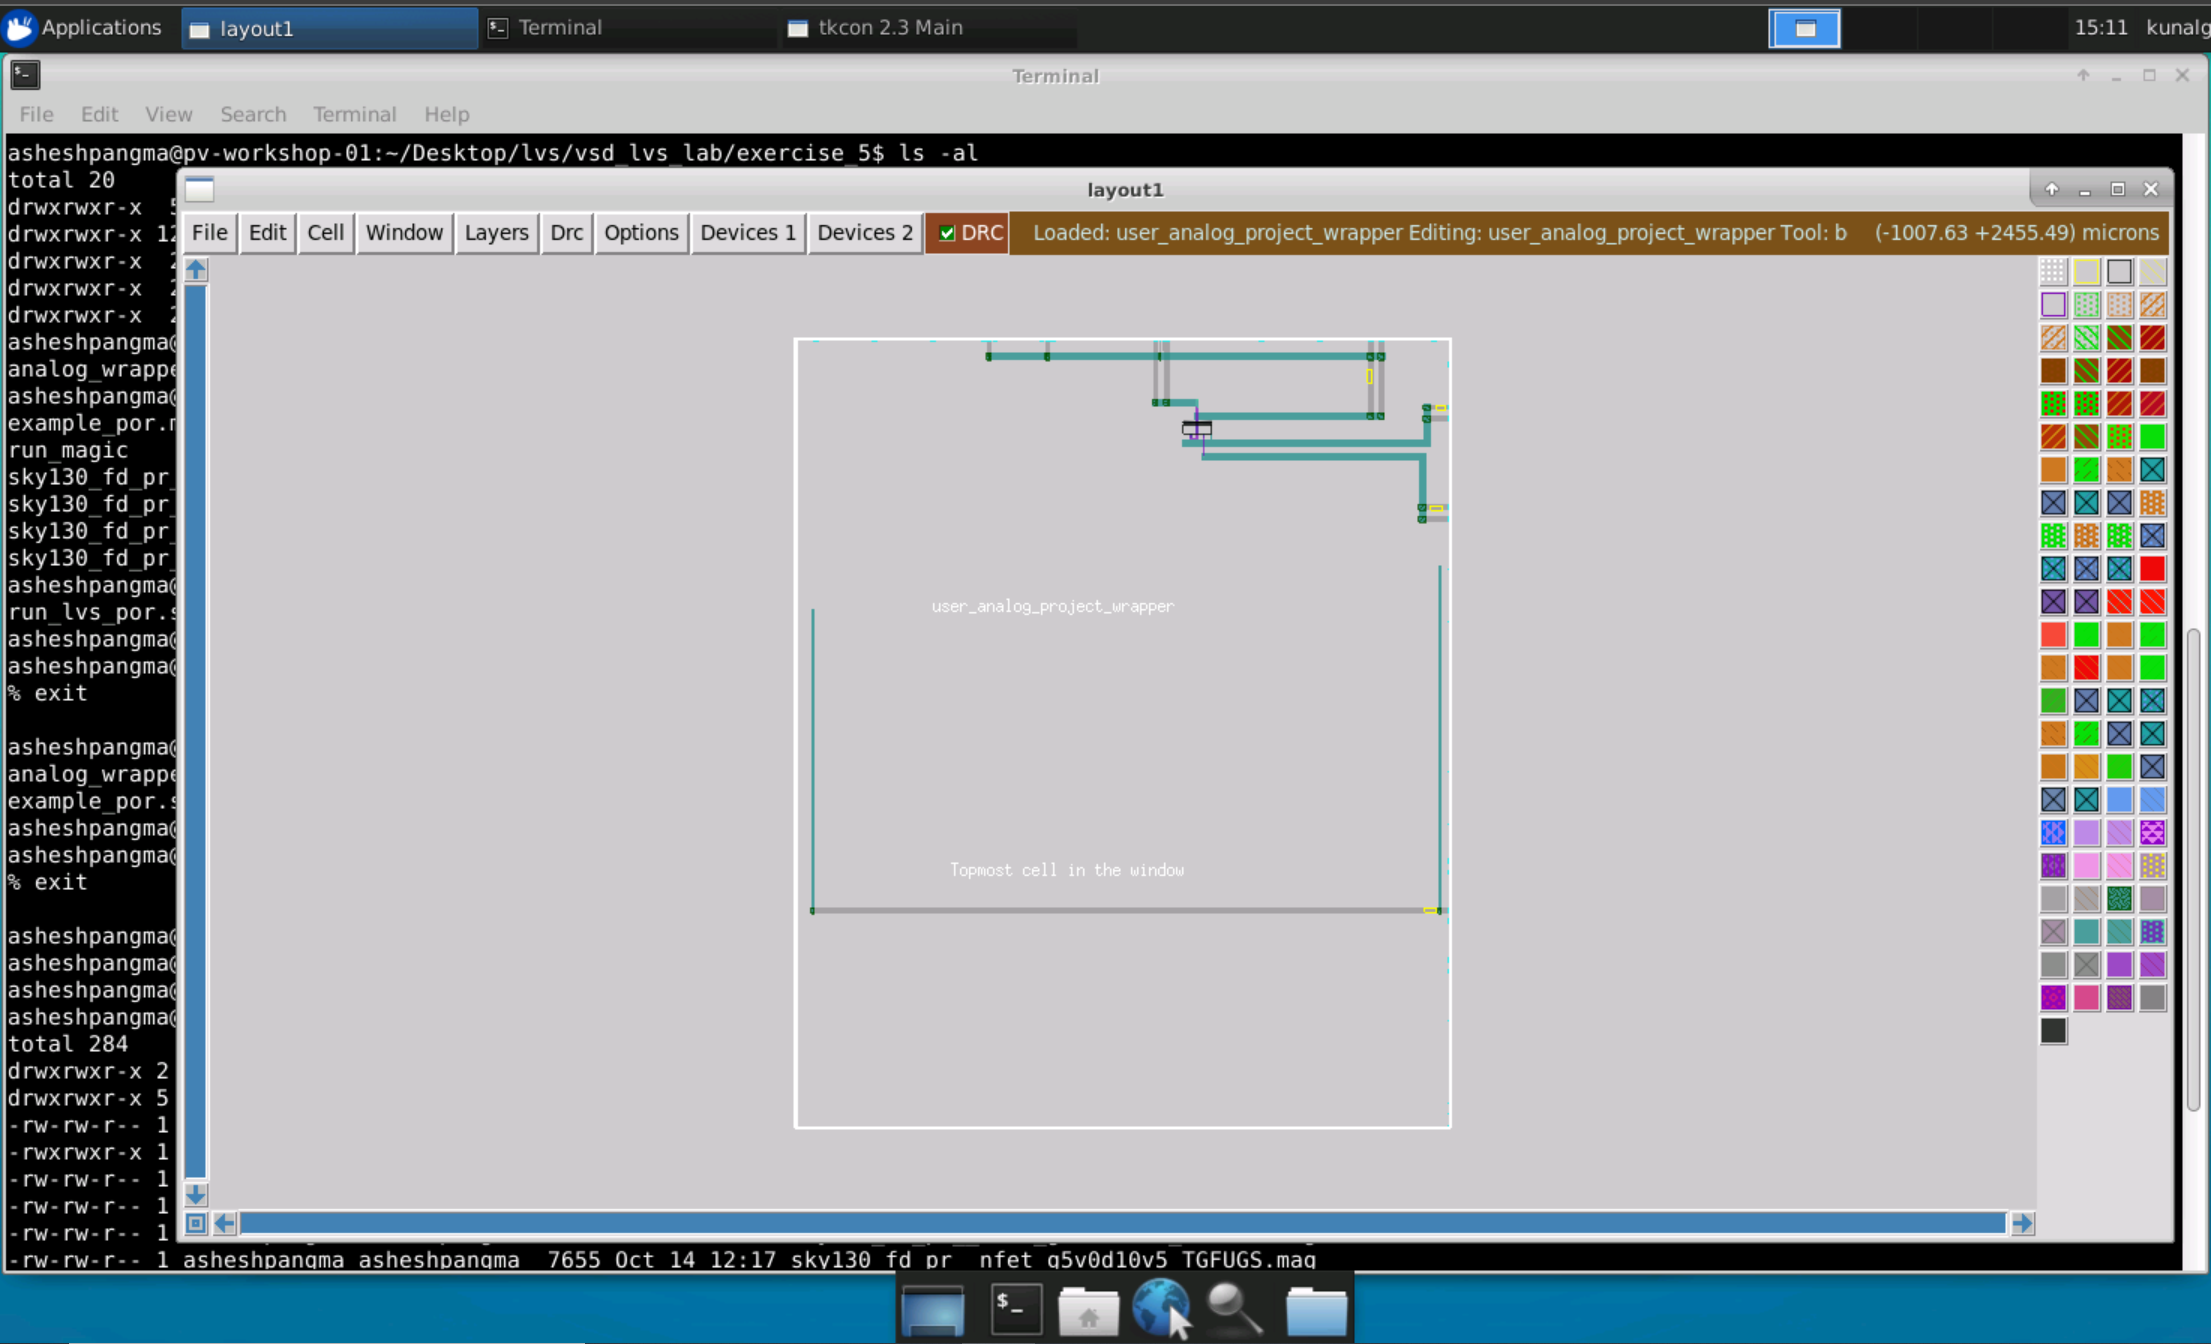 Applications layout1 Terminal tkcon 2.3 Main 15:11 kunalg
Terminal
File Edit View Search Terminal Help
asheshpangma@pv-workshop-01:~/Desktop/lvs/vsd_lvs_lab/exercise_5$ ls -al
total 20
layout1
drwxrwxr-x 5
File Edit Cell Window Layers Drc Options Devices 1 Devices 2 DRC Loaded: user_analog_project_wrapper Editing: user_analog_project_wrapper Tool: b (-1007.63 +2455.49) microns
drwxrwxr-x 12
drwxrwxr-x 2
drwxrwxr-x 2
drwxrwxr-x 2
asheshpangma@
analog_wrappe
asheshpangma@
example_por.m
run_magic
sky130_fd_pr_
sky130_fd_pr_
sky130_fd_pr_
sky130_fd_pr_
asheshpangma@
run_lvs_por.s
asheshpangma@
asheshpangma@
% exit
asheshpangma@
analog_wrappe
example_por.s
asheshpangma@
asheshpangma@
% exit
asheshpangma@
asheshpangma@
asheshpangma@
asheshpangma@
total 284
drwxrwxr-x 2
drwxrwxr-x 5
-rw-rw-r-- 1
-rwxrwxr-x 1
-rw-rw-r-- 1
-rw-rw-r-- 1
-rw-rw-r-- 1
user_analog_project_wrapper
Topmost cell in the window
-rw-rw-r-- 1 asheshpangma asheshpangma 7655 Oct 14 12:17 sky130_fd_pr__nfet_g5v0d10v5_TGFUGS.mag